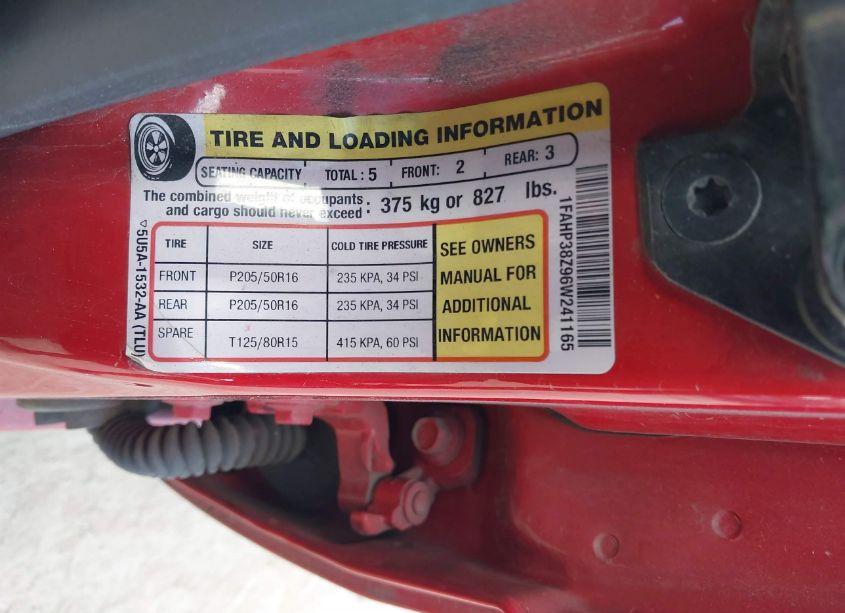 TIRE AND LOADING INFORMATION
SEATING CAPACITY TOTAL : 5 FRONT: 2 REAR: 3
The combined weight of occupants
and cargo should never exceed : 375 kg or 827 lbs.
TIRE SIZE COLD TIRE PRESSURE
FRONT P205/50R16 235 KPA, 34 PSI
REAR P205/50R16 235 KPA, 34 PSI
SPARE T125/80R15 415 KPA, 60 PSI
SEE OWNERS
MANUAL FOR
ADDITIONAL
INFORMATION
5U5A-1532-AA (TLU)
1FAHP38Z96W241165